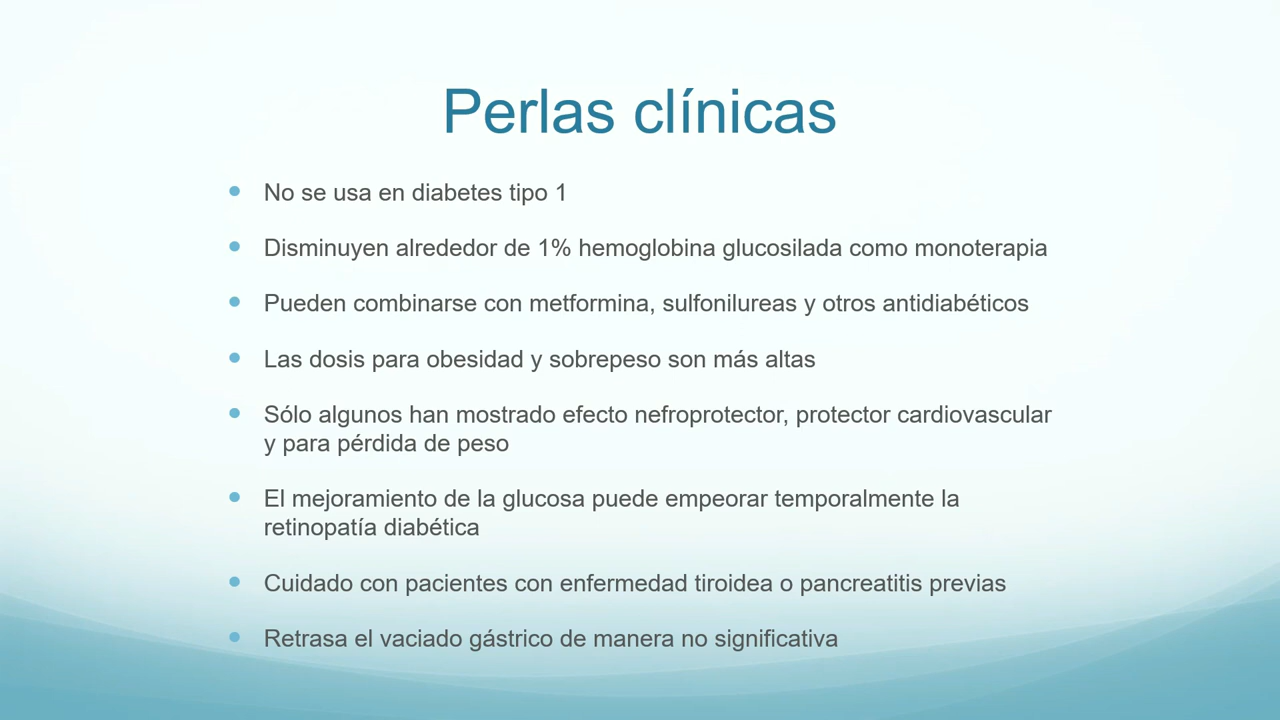 Perlas clínicas
• No se usa en diabetes tipo 1
• Disminuyen alrededor de 1% hemoglobina glucosilada como monoterapia
• Pueden combinarse con metformina, sulfonilureas y otros antidiabéticos
• Las dosis para obesidad y sobrepeso son más altas
• Sólo algunos han mostrado efecto nefroprotector, protector cardiovascular
y para pérdida de peso
• El mejoramiento de la glucosa puede empeorar temporalmente la
retinopatía diabética
• Cuidado con pacientes con enfermedad tiroidea o pancreatitis previas
• Retrasa el vaciado gástrico de manera no significativa